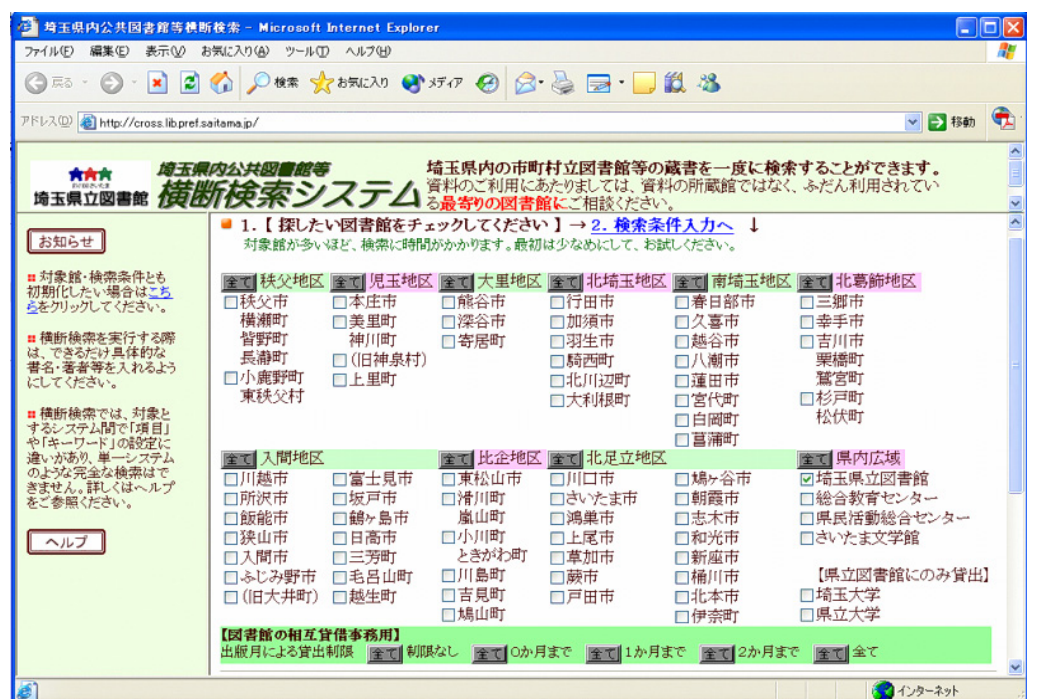 埼玉県内公共図書館等横断検索 - Microsoft Internet Explorer
ファイル(F) 編集(E) 表示(V) お気に入り(A) ツール(T) ヘルプ(H)
戻る 検索 お気に入り メディア
アドレス(D) http://cross.lib.pref.saitama.jp/ 移動
埼玉県立図書館
埼玉県内公共図書館等
横断検索システム
埼玉県内の市町村立図書館等の蔵書を一度に検索することができます。
資料のご利用にあたりましては、資料の所蔵館ではなく、ふだん利用されてい
る最寄りの図書館にご相談ください。
お知らせ
対象館・検索条件とも
初期化したい場合はこち
らをクリックしてください。
横断検索を実行する際
は、できるだけ具体的な
書名・著者等を入れるよう
にしてください。
横断検索では、対象と
するシステム間で「項目」
や「キーワード」の設定に
違いがあり、単一システム
のような完全な検索はで
きません。詳しくはヘルプ
をご参照ください。
ヘルプ
1.【 探したい図書館をチェックしてください 】→ 2. 検索条件入力へ ↓
対象館が多いほど、検索に時間がかかります。最初は少なめにして、お試しください。
全て 秩父地区 全て 児玉地区 全て 大里地区 全て 北埼玉地区 全て 南埼玉地区 全て 北葛飾地区
秩父市 本庄市 熊谷市 行田市 春日部市 三郷市
横瀬町 美里町 深谷市 加須市 久喜市 幸手市
皆野町 神川町 寄居町 羽生市 越谷市 吉川市
長瀞町 (旧神泉村) 騎西町 八潮市 栗橋町
小鹿野町 上里町 北川辺町 蓮田市 鷲宮町
東秩父村 大利根町 宮代町 杉戸町
白岡町 松伏町
菖蒲町
全て 入間地区 全て 比企地区 全て 北足立地区 全て 県内広域
川越市 富士見市 東松山市 川口市 鳩ヶ谷市 埼玉県立図書館
所沢市 坂戸市 滑川町 さいたま市 朝霞市 総合教育センター
飯能市 鶴ヶ島市 嵐山町 鴻巣市 志木市 県民活動総合センター
狭山市 日高市 小川町 上尾市 和光市 さいたま文学館
入間市 三芳町 ときがわ町 草加市 新座市
ふじみ野市 毛呂山町 川島町 蕨市 桶川市 【県立図書館にのみ貸出】
(旧大井町) 越生町 吉見町 戸田市 北本市 埼玉大学
鳩山町 伊奈町 県立大学
【図書館の相互貸借事務用】
出版月による貸出制限 全て 制限なし 全て 0か月まで 全て 1か月まで 全て 2か月まで 全て 全て
インターネット